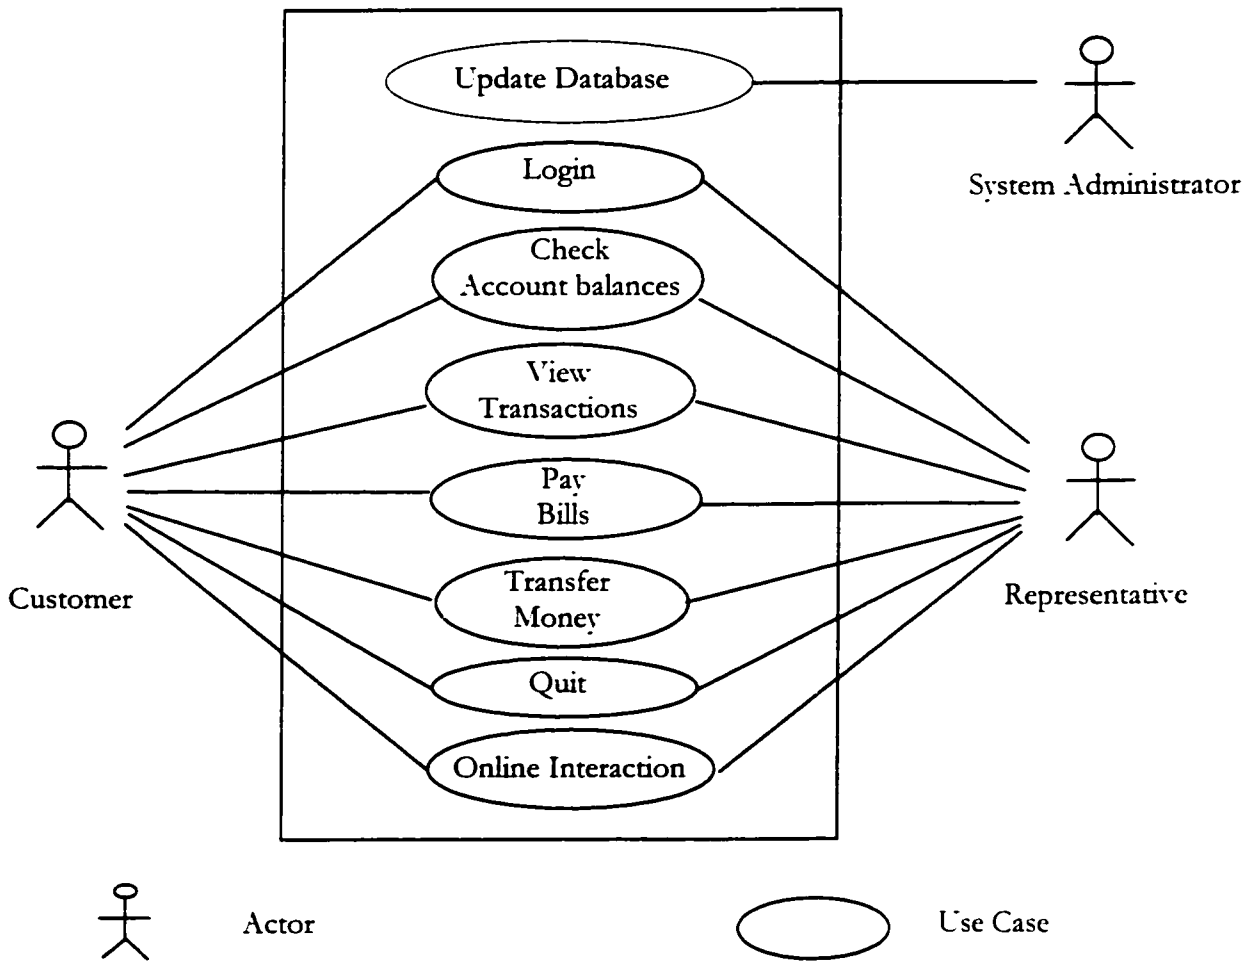 Update Database
Login
System Administrator
Check
Account balances
View
Transactions
Pay
Bills
Customer
Transfer
Money
Representative
Quit
Online Interaction
Actor
Use Case